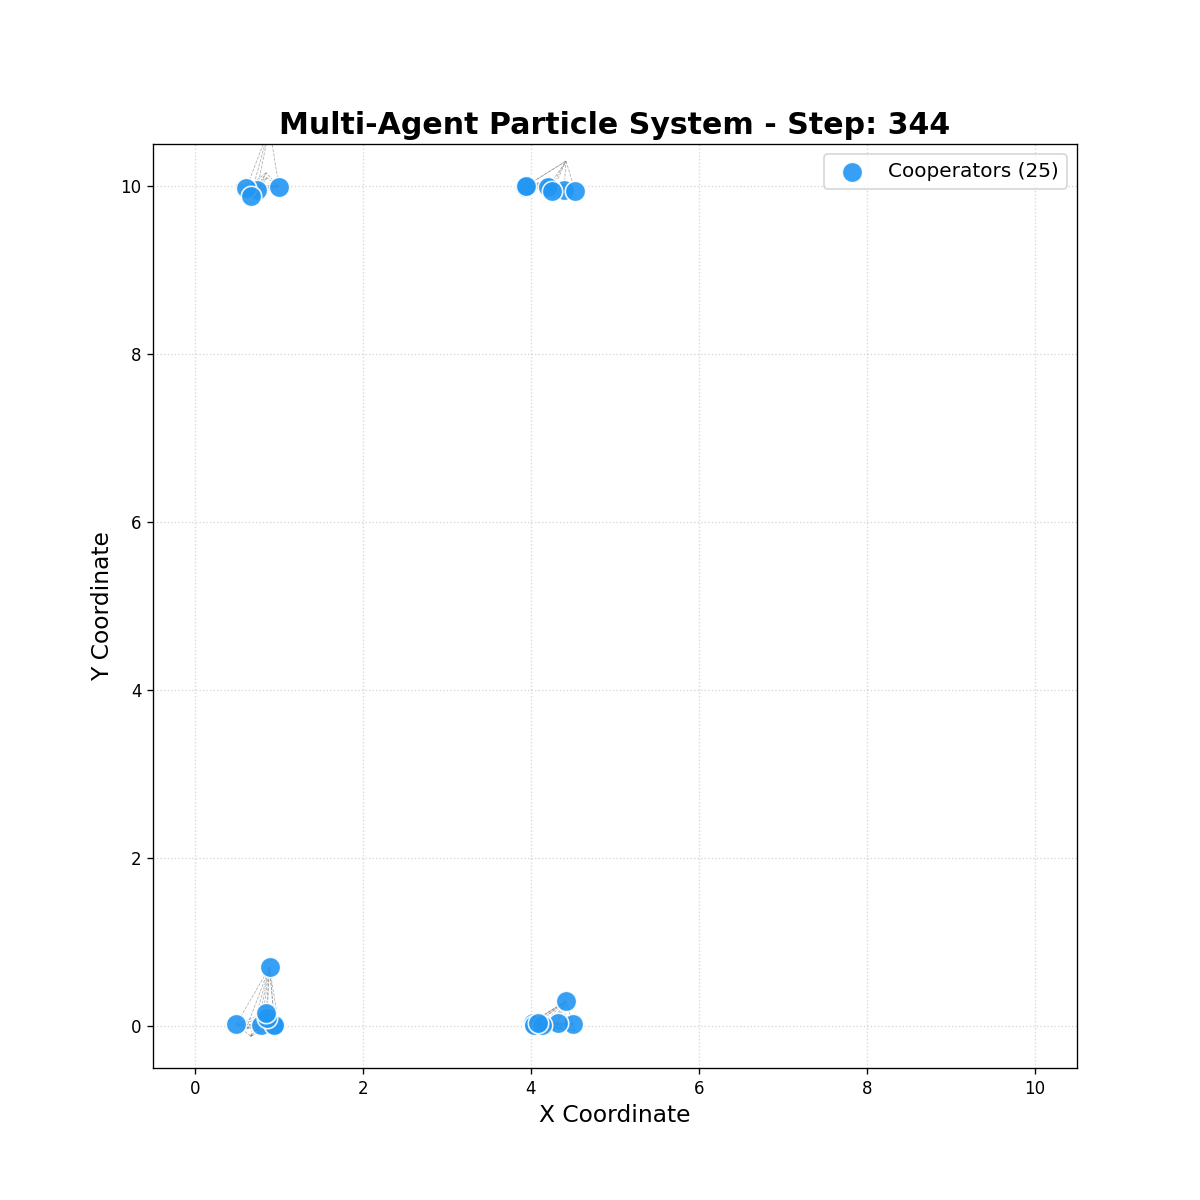 Multi-Agent Particle System - Step: 344
Cooperators (25)
10
8
6
4
2
0
Y Coordinate
0 2 4 6 8 10
X Coordinate